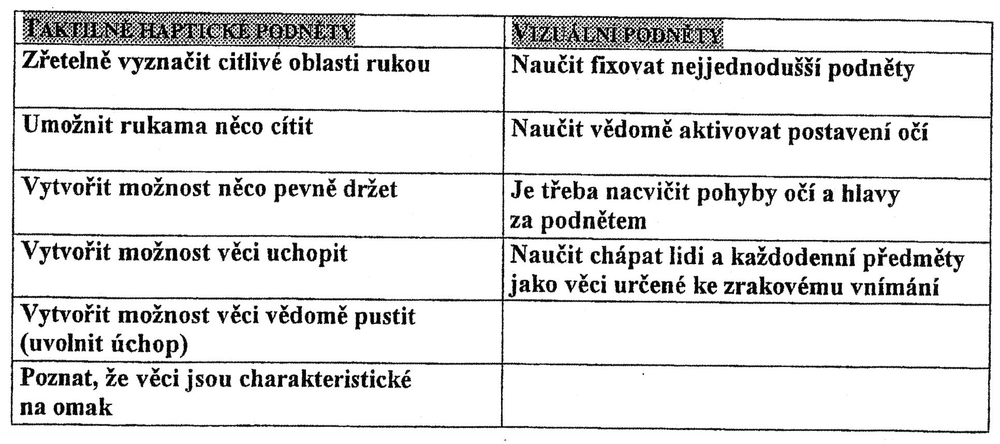 TAKTILNĚ HAPTICKÉ PODNĚTY
VIZUÁLNÍ PODNĚTY
Zřetelně vyznačit citlivé oblasti rukou
Naučit fixovat nejjednodušší podněty
Umožnit rukama něco cítit
Naučit vědomě aktivovat postavení očí
Vytvořit možnost něco pevně držet
Je třeba nacvičit pohyby očí a hlavy
za podnětem
Vytvořit možnost věci uchopit
Naučit chápat lidi a každodenní předměty
jako věci určené ke zrakovému vnímání
Vytvořit možnost věci vědomě pustit
(uvolnit úchop)
Poznat, že věci jsou charakteristické
na omak